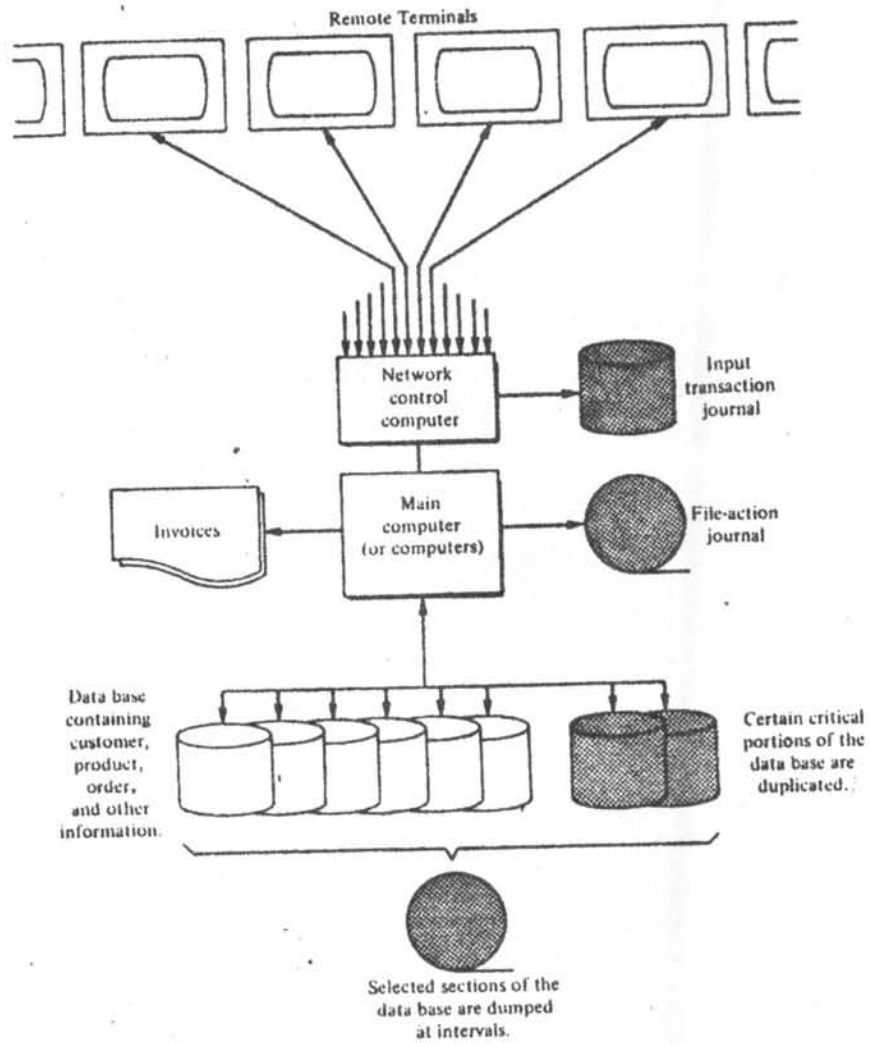 Remote Terminals
Network
control
computer
Input
transaction
journal
Main
computer
(or computers)
Invoices
File-action
journal
Data base
containing
customer,
product,
order,
and other
information.
Certain critical
portions of the
data base are
duplicated.
Selected sections of the
data base are dumped
at intervals.